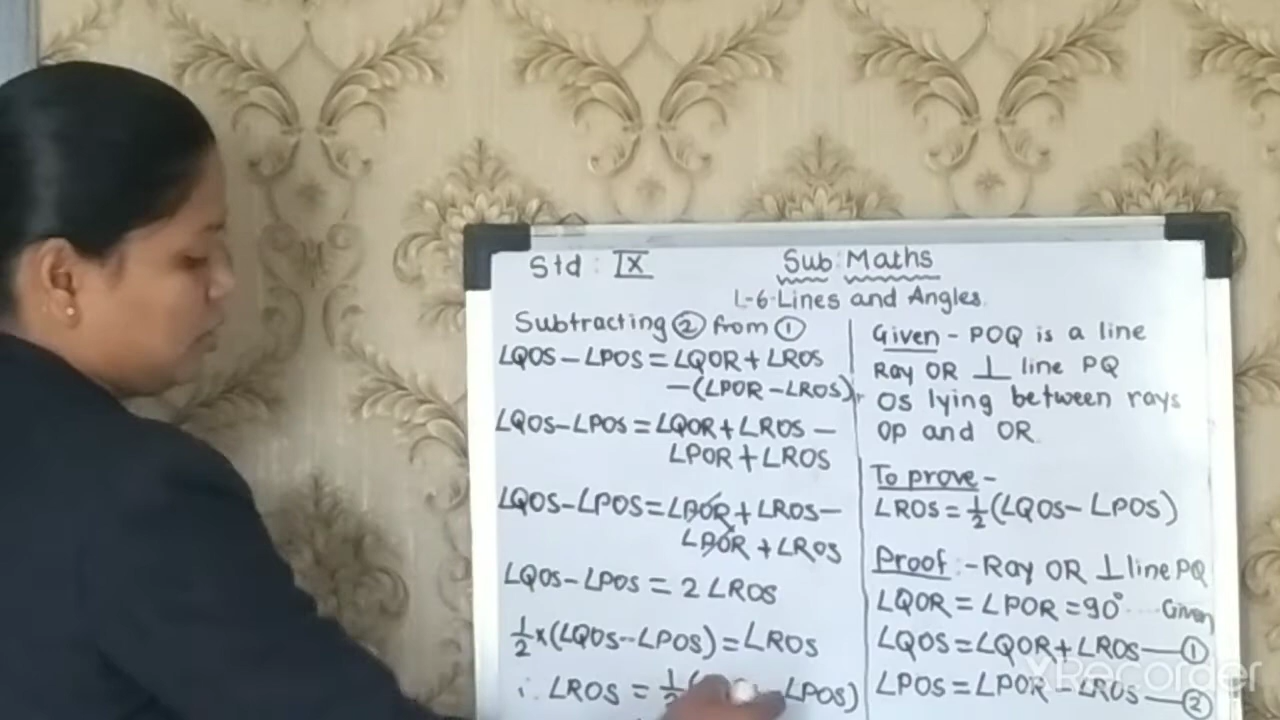 Std : IX
Sub : Maths
L-6-Lines and Angles.
Subtracting ② from ①
∠QOS – ∠POS = ∠QOR + ∠ROS
–(∠POR – ∠ROS)
∠QOS – ∠POS = ∠QOR + ∠ROS –
∠POR + ∠ROS
∠QOS – ∠POS = ∠POR + ∠ROS –
∠POR + ∠ROS
∠QOS – ∠POS = 2 ∠ROS
½ × (∠QOS – ∠POS) = ∠ROS
∴ ∠ROS = ½ ( – ∠POS)
Given – POQ is a line
Ray OR ⊥ line PQ
OS lying between rays
OP and OR
To prove –
∠ROS = ½ (∠QOS – ∠POS)
Proof : – Ray OR ⊥ line PQ
∠QOR = ∠POR = 90° ... Given
∠QOS = ∠QOR + ∠ROS — ①
∠POS = ∠POR – ∠ROS — ②
XRecorder